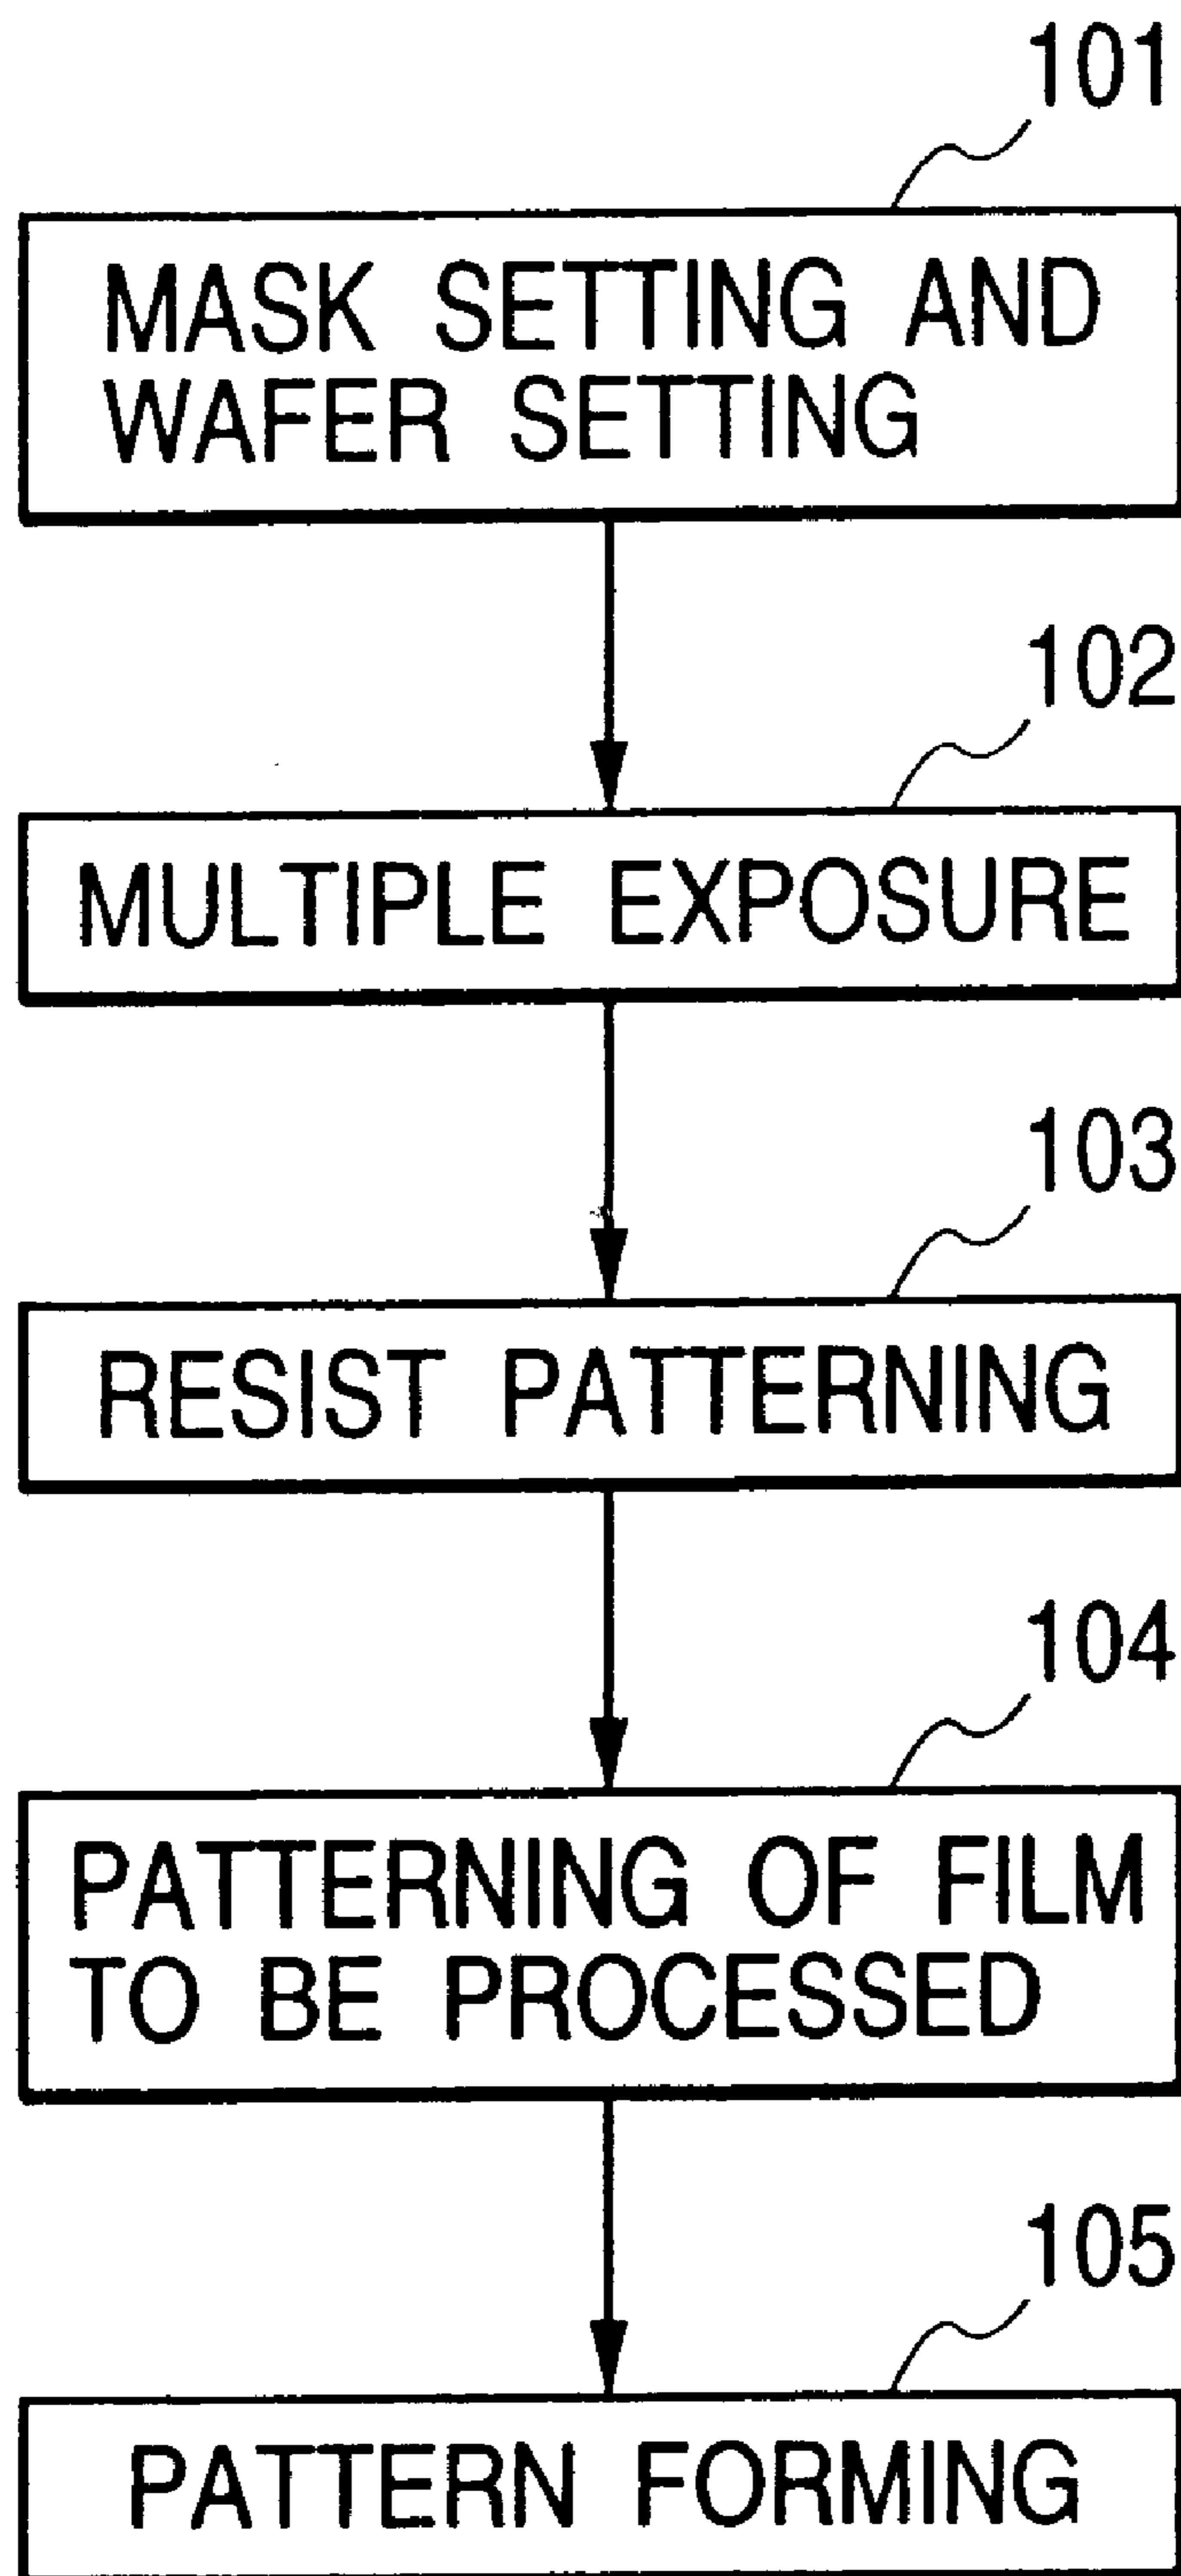 101
MASK SETTING AND
WAFER SETTING
102
MULTIPLE EXPOSURE
103
RESIST PATTERNING
104
PATTERNING OF FILM
TO BE PROCESSED
105
PATTERN FORMING